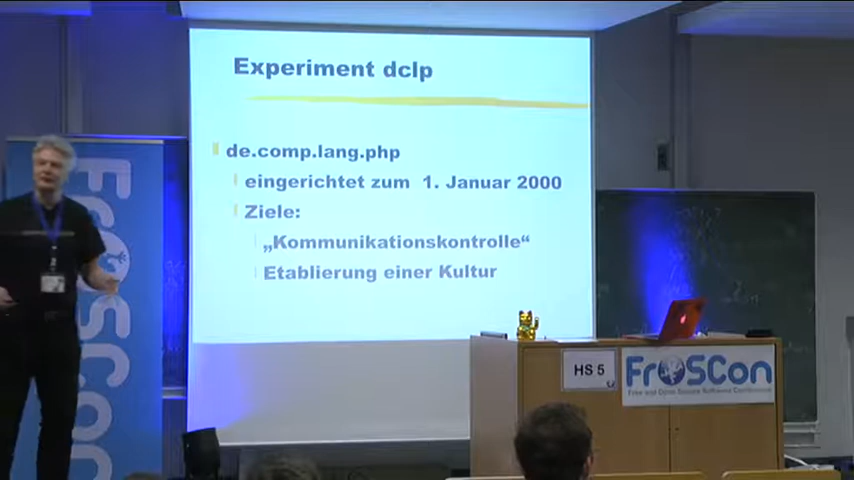 Experiment dclp
de.comp.lang.php
eingerichtet zum 1. Januar 2000
Ziele:
„Kommunikationskontrolle“
Etablierung einer Kultur
FrOSCon
HS 5
FrOSCon
Free and Open Source Software Conference